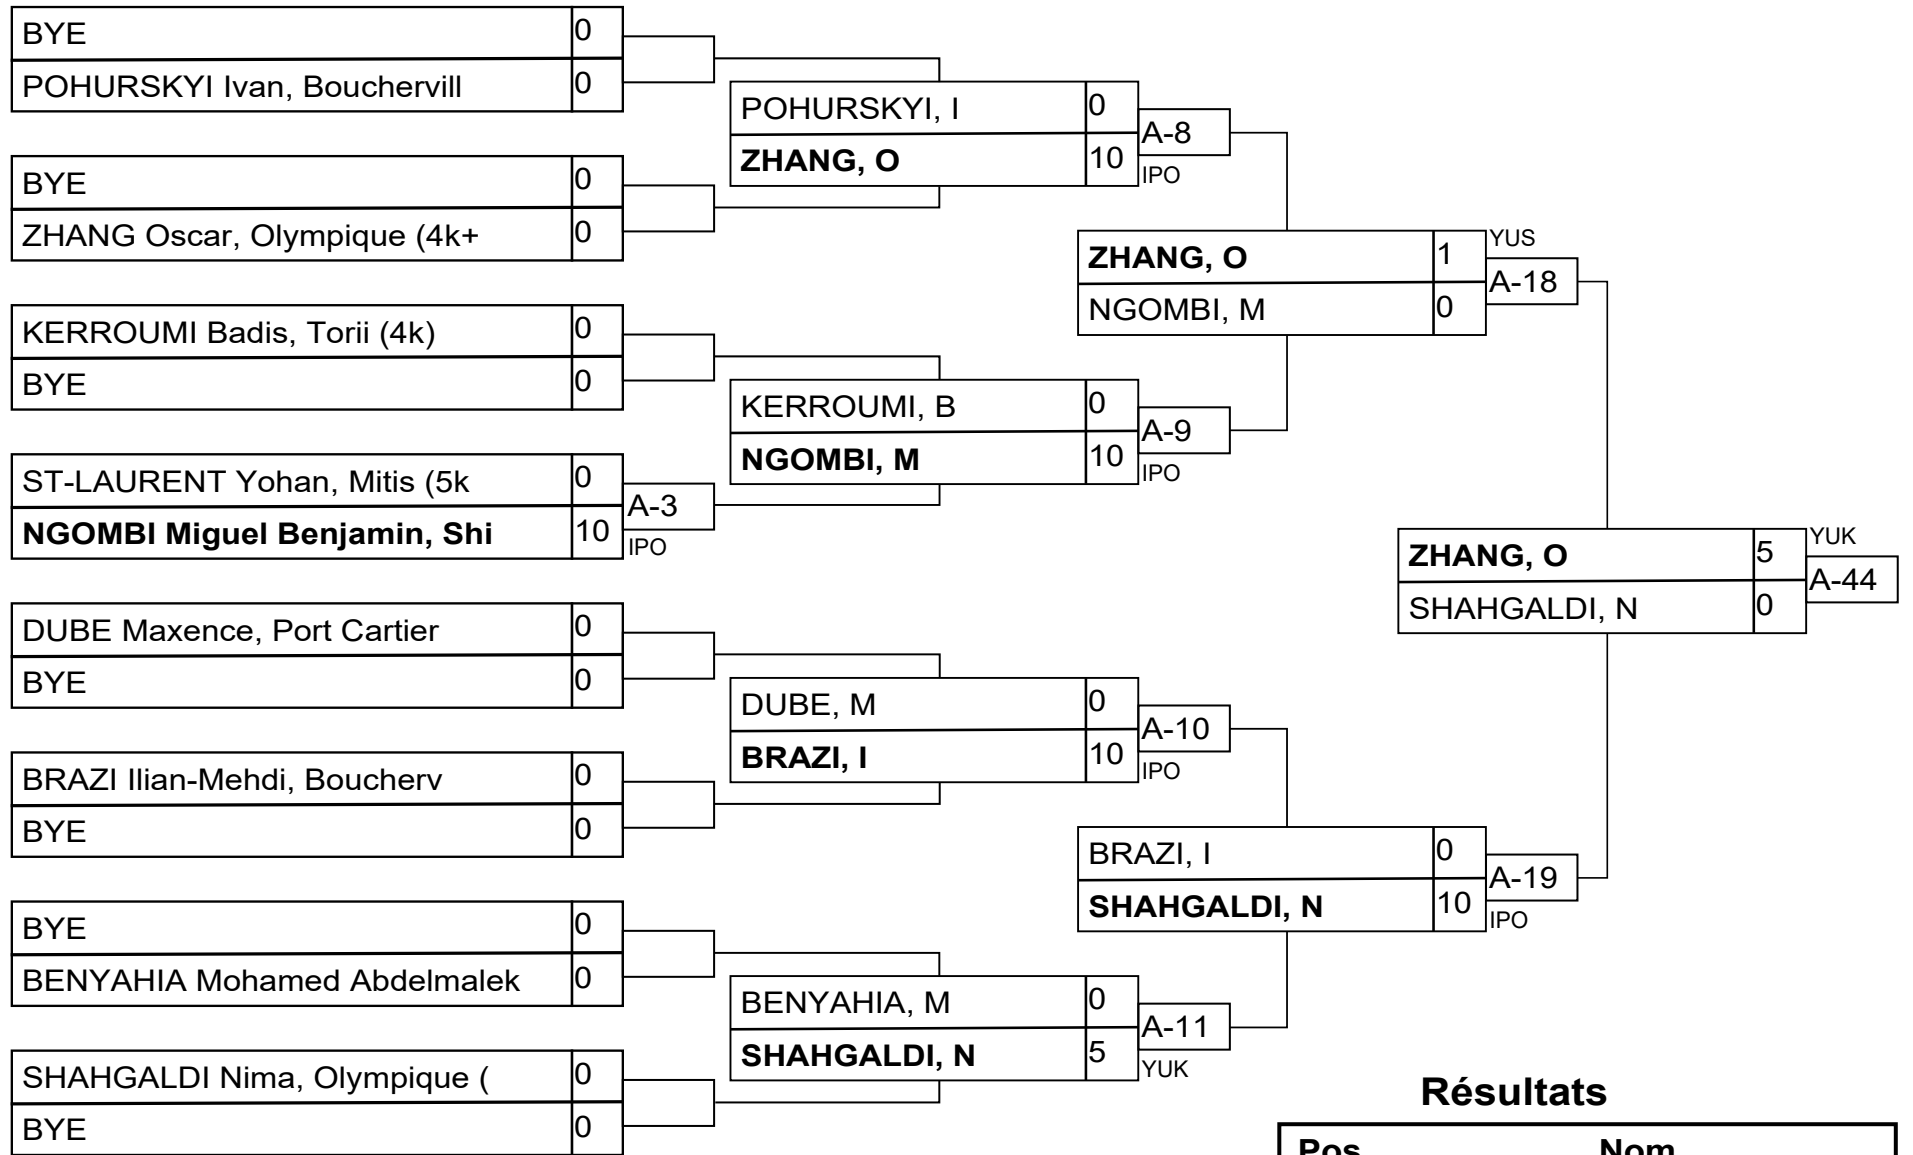 BYE 0
POHURSKYI Ivan, Bouchervill 0
BYE 0
ZHANG Oscar, Olympique (4k+ 0
KERROUMI Badis, Torii (4k) 0
BYE 0
ST-LAURENT Yohan, Mitis (5k 0
NGOMBI Miguel Benjamin, Shi 10
A-3
IPO
DUBE Maxence, Port Cartier 0
BYE 0
BRAZI Ilian-Mehdi, Boucherv 0
BYE 0
BYE 0
BENYAHIA Mohamed Abdelmalek 0
SHAHGALDI Nima, Olympique ( 0
BYE 0
POHURSKYI, I 0
ZHANG, O 10
A-8
IPO
KERROUMI, B 0
NGOMBI, M 10
A-9
IPO
DUBE, M 0
BRAZI, I 10
A-10
IPO
BENYAHIA, M 0
SHAHGALDI, N 5
A-11
YUK
ZHANG, O 1
NGOMBI, M 0
YUS
A-18
BRAZI, I 0
SHAHGALDI, N 10
A-19
IPO
ZHANG, O 5
SHAHGALDI, N 0
YUK
A-44
Résultats
Pos Nom